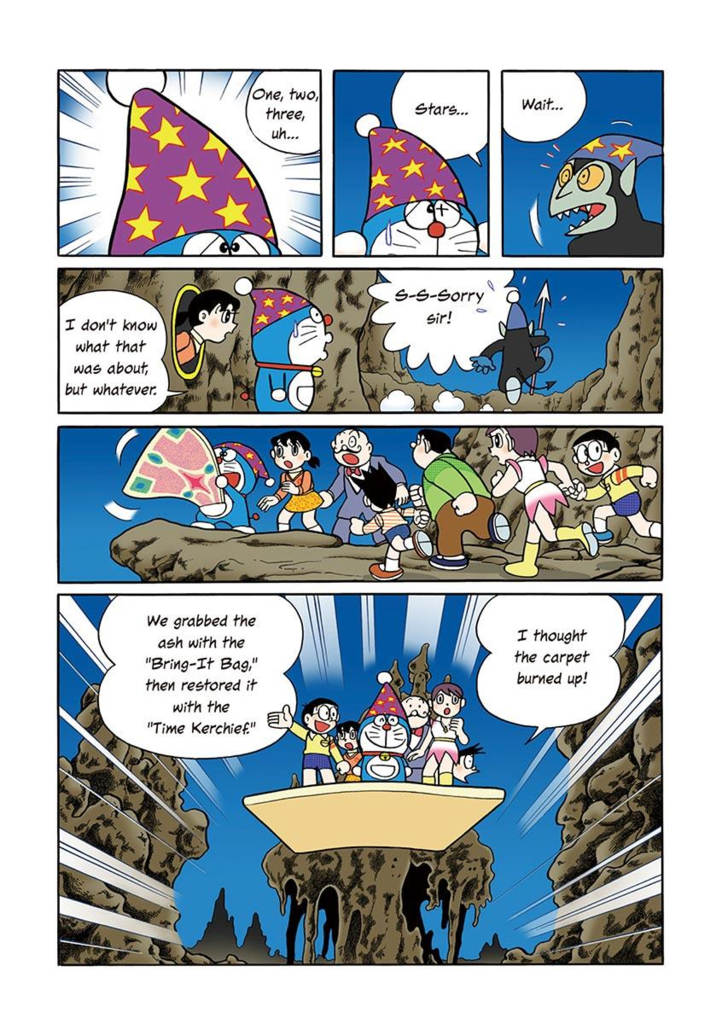 One, two,
three,
uh...
Stars...
Wait...
I don't know
what that
was about,
but whatever.
S-S-Sorry
sir!
We grabbed the
ash with the
"Bring-It Bag,"
then restored it
with the
"Time Kerchief."
I thought
the carpet
burned up!